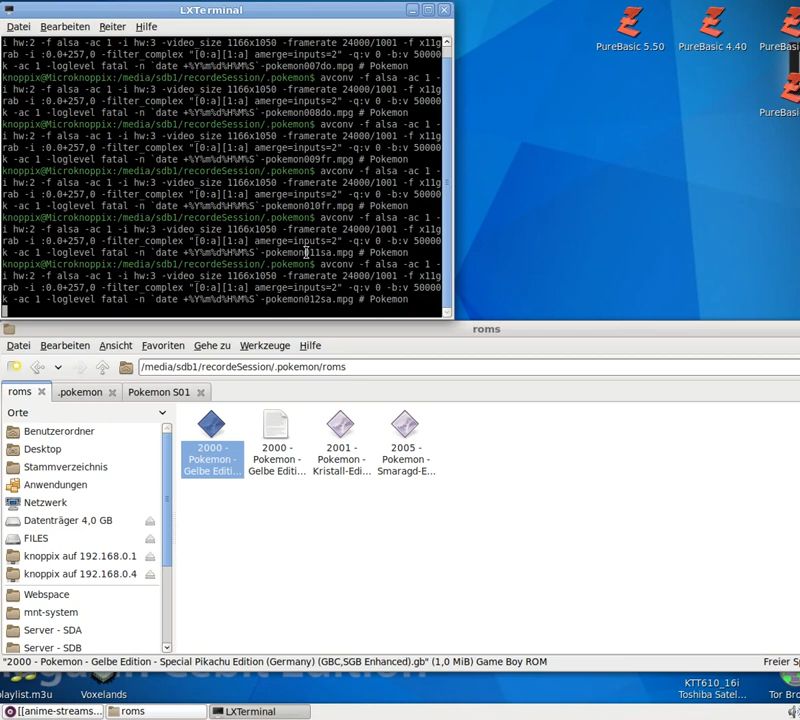 LXTerminal
Datei Bearbeiten Reiter Hilfe
i hw:2 -f alsa -ac 1 -i hw:3 -video_size 1166x1050 -framerate 24000/1001 -f x11g
rab -i :0.0+257,0 -filter_complex "[0:a][1:a] amerge=inputs=2" -q:v 0 -b:v 50000
k -ac 1 -loglevel fatal -n `date +%Y%m%d%H%M%S`-pokemon007do.mpg # Pokemon
knoppix@Microknoppix:/media/sdb1/recordeSession/.pokemon$ avconv -f alsa -ac 1 -
i hw:2 -f alsa -ac 1 -i hw:3 -video_size 1166x1050 -framerate 24000/1001 -f x11g
rab -i :0.0+257,0 -filter_complex "[0:a][1:a] amerge=inputs=2" -q:v 0 -b:v 50000
k -ac 1 -loglevel fatal -n `date +%Y%m%d%H%M%S`-pokemon008do.mpg # Pokemon
knoppix@Microknoppix:/media/sdb1/recordeSession/.pokemon$ avconv -f alsa -ac 1 -
i hw:2 -f alsa -ac 1 -i hw:3 -video_size 1166x1050 -framerate 24000/1001 -f x11g
rab -i :0.0+257,0 -filter_complex "[0:a][1:a] amerge=inputs=2" -q:v 0 -b:v 50000
k -ac 1 -loglevel fatal -n `date +%Y%m%d%H%M%S`-pokemon009fr.mpg # Pokemon
knoppix@Microknoppix:/media/sdb1/recordeSession/.pokemon$ avconv -f alsa -ac 1 -
i hw:2 -f alsa -ac 1 -i hw:3 -video_size 1166x1050 -framerate 24000/1001 -f x11g
rab -i :0.0+257,0 -filter_complex "[0:a][1:a] amerge=inputs=2" -q:v 0 -b:v 50000
k -ac 1 -loglevel fatal -n `date +%Y%m%d%H%M%S`-pokemon010fr.mpg # Pokemon
knoppix@Microknoppix:/media/sdb1/recordeSession/.pokemon$ avconv -f alsa -ac 1 -
i hw:2 -f alsa -ac 1 -i hw:3 -video_size 1166x1050 -framerate 24000/1001 -f x11g
rab -i :0.0+257,0 -filter_complex "[0:a][1:a] amerge=inputs=2" -q:v 0 -b:v 50000
k -ac 1 -loglevel fatal -n `date +%Y%m%d%H%M%S`-pokemon011sa.mpg # Pokemon
knoppix@Microknoppix:/media/sdb1/recordeSession/.pokemon$ avconv -f alsa -ac 1 -
i hw:2 -f alsa -ac 1 -i hw:3 -video_size 1166x1050 -framerate 24000/1001 -f x11g
rab -i :0.0+257,0 -filter_complex "[0:a][1:a] amerge=inputs=2" -q:v 0 -b:v 50000
k -ac 1 -loglevel fatal -n `date +%Y%m%d%H%M%S`-pokemon012sa.mpg # Pokemon
PureBasic 5.50 PureBasic 4.40 PureBasi
PureBasi
roms
Datei Bearbeiten Ansicht Favoriten Gehe zu Werkzeuge Hilfe
/media/sdb1/recordeSession/.pokemon/roms
roms .pokemon Pokemon S01
Orte
Benutzerordner
Desktop
Stammverzeichnis
Anwendungen
Netzwerk
Datenträger 4,0 GB
FILES
knoppix auf 192.168.0.1
knoppix auf 192.168.0.4
Webspace
mnt-system
Server - SDA
Server - SDB
2000 -
Pokemon -
Gelbe Editi...
2000 -
Pokemon -
Gelbe Editi...
2001 -
Pokemon -
Kristall-Edi...
2005 -
Pokemon -
Smaragd-E...
"2000 - Pokemon - Gelbe Edition - Special Pikachu Edition (Germany) (GBC,SGB Enhanced).gb" (1,0 MiB) Game Boy ROM Freier Sp
playlist.m3u Voxelands
KTT610_16i
Toshiba Satel... Tor Bro
[[anime-streams... roms LXTerminal